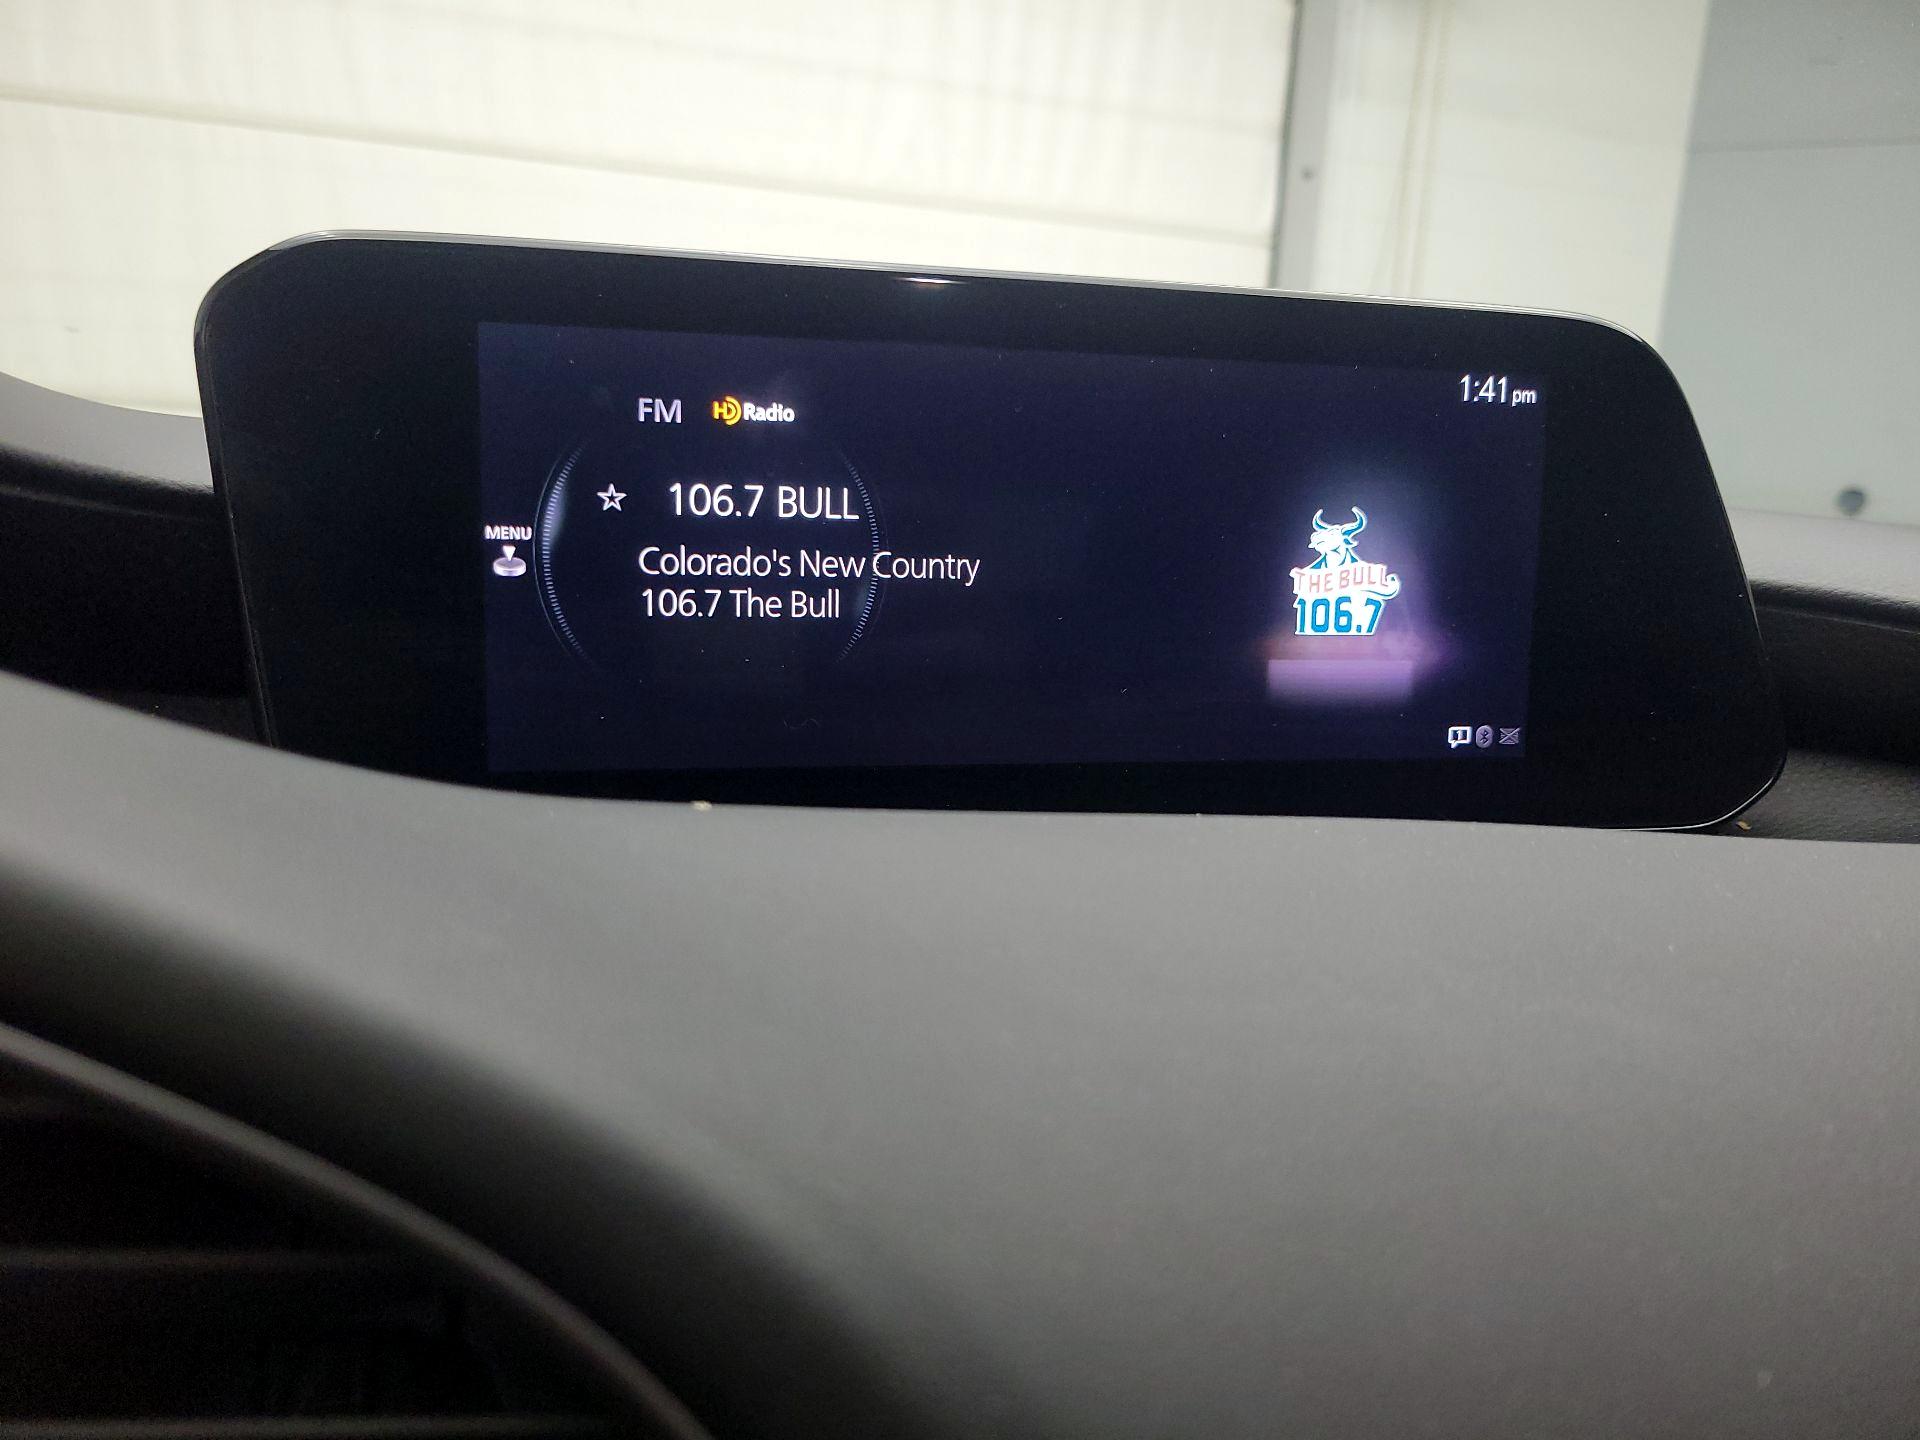 1:41 pm
FM HD Radio
106.7 BULL
MENU
Colorado's New Country
106.7 The Bull
THE BULL
106.7
1